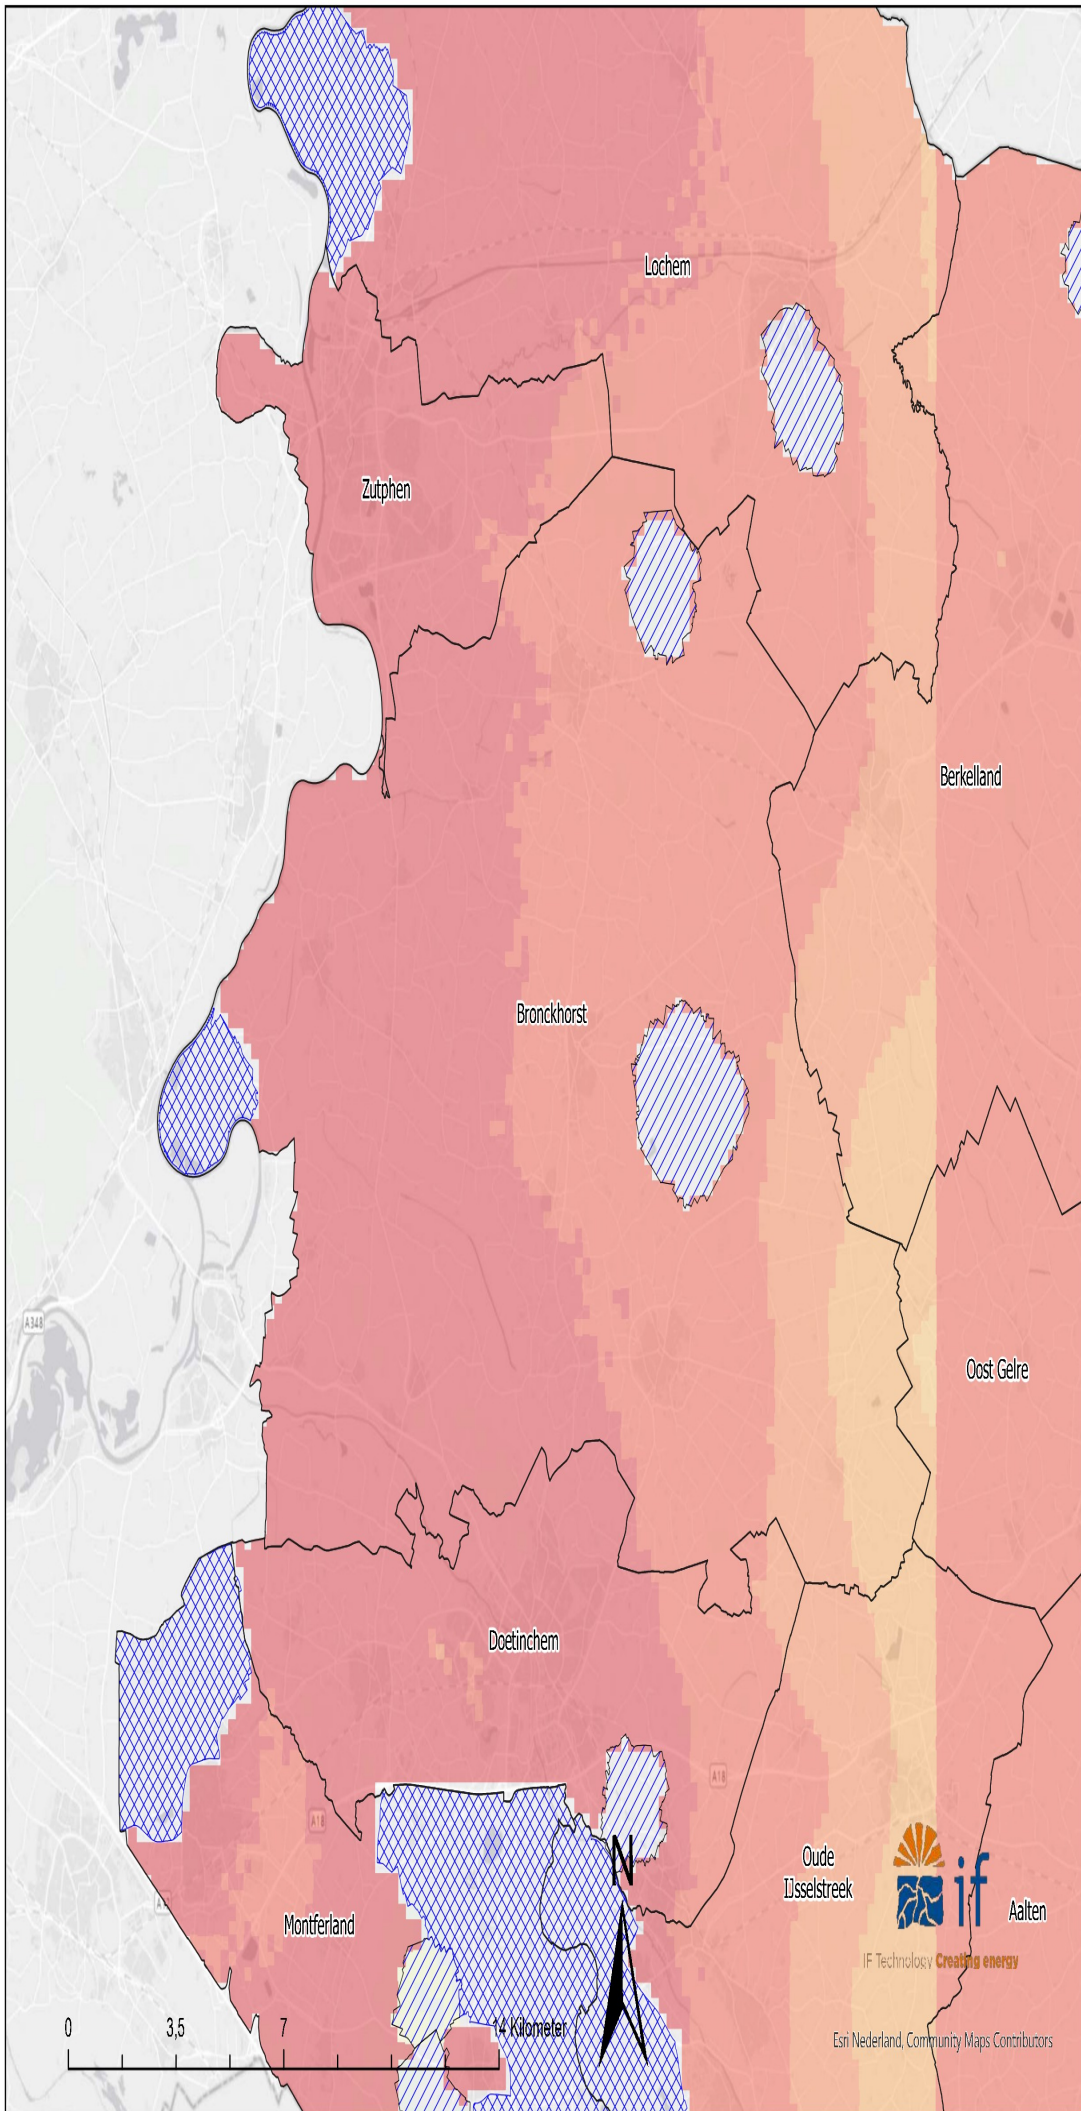 Lochem
Zutphen
Berkelland
Bronckhorst
A348
Oost Gelre
Doetinchem
A18
A18
Oude
IJsselstreek
if
Aalten
Montferland
IF Technology Creating energy
N
0 3,5 7 14 Kilometer
Esri Nederland, Community Maps Contributors